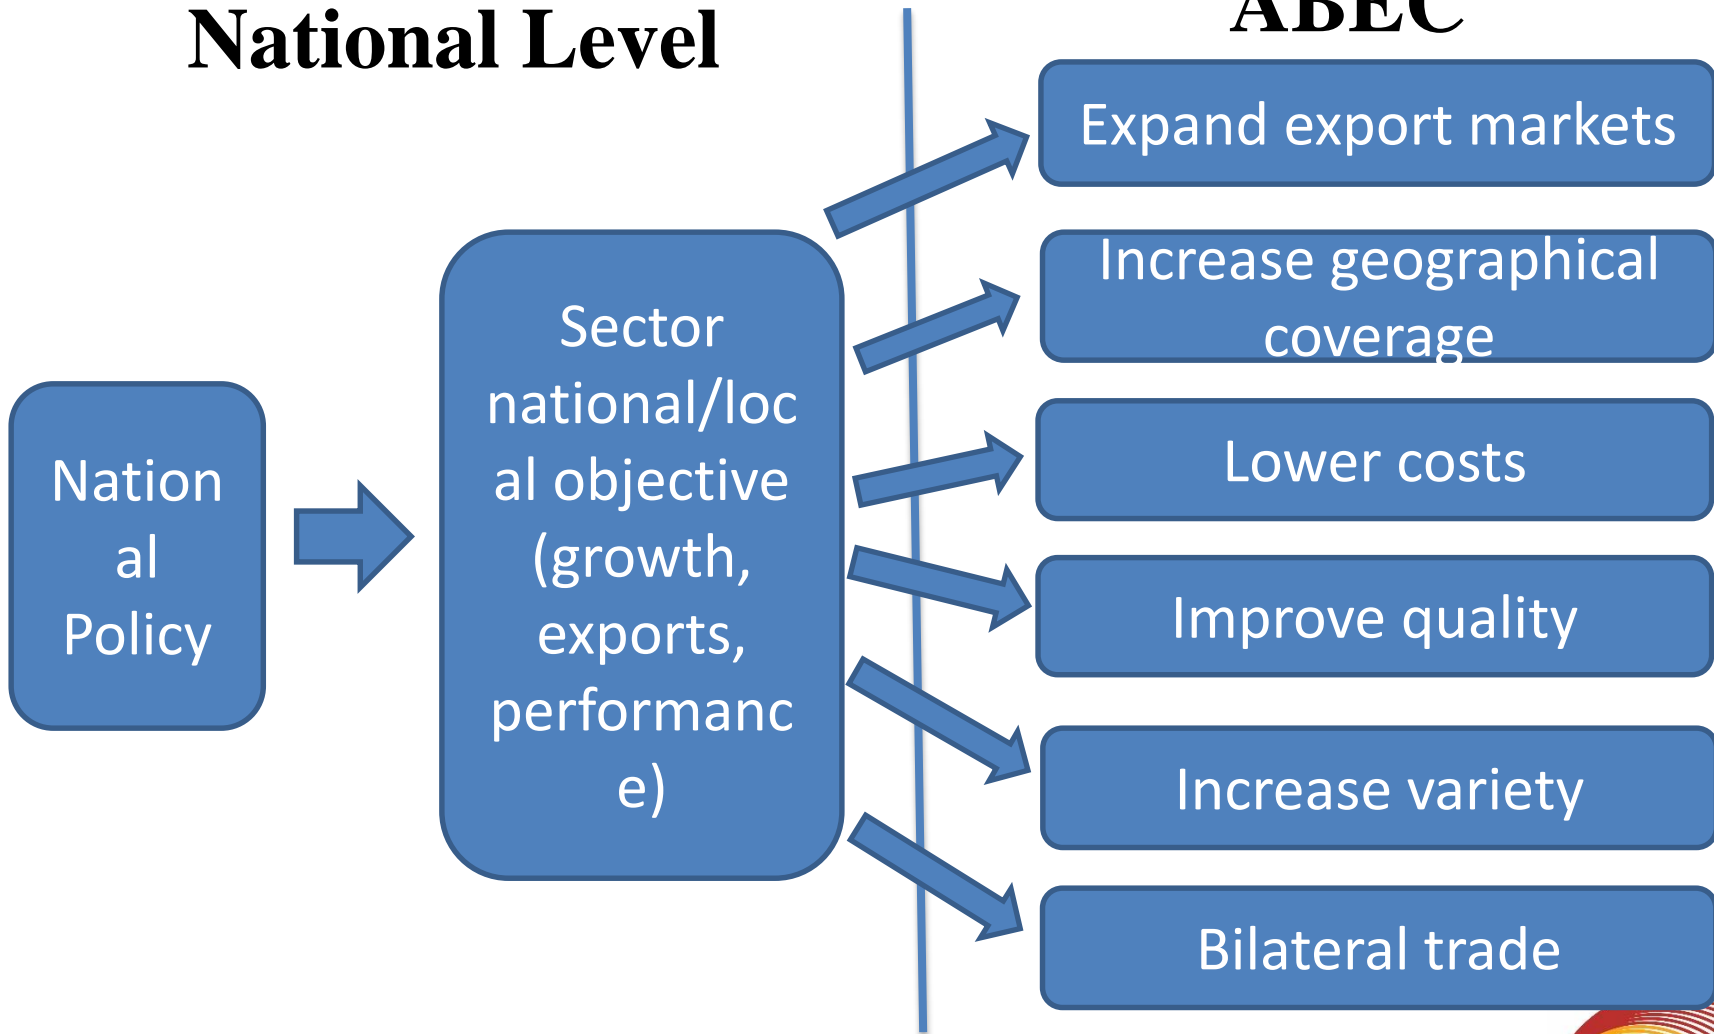 National Level
ABEC
Nation
al
Policy
Sector
national/loc
al objective
(growth,
exports,
performanc
e)
Expand export markets
Increase geographical
coverage
Lower costs
Improve quality
Increase variety
Bilateral trade